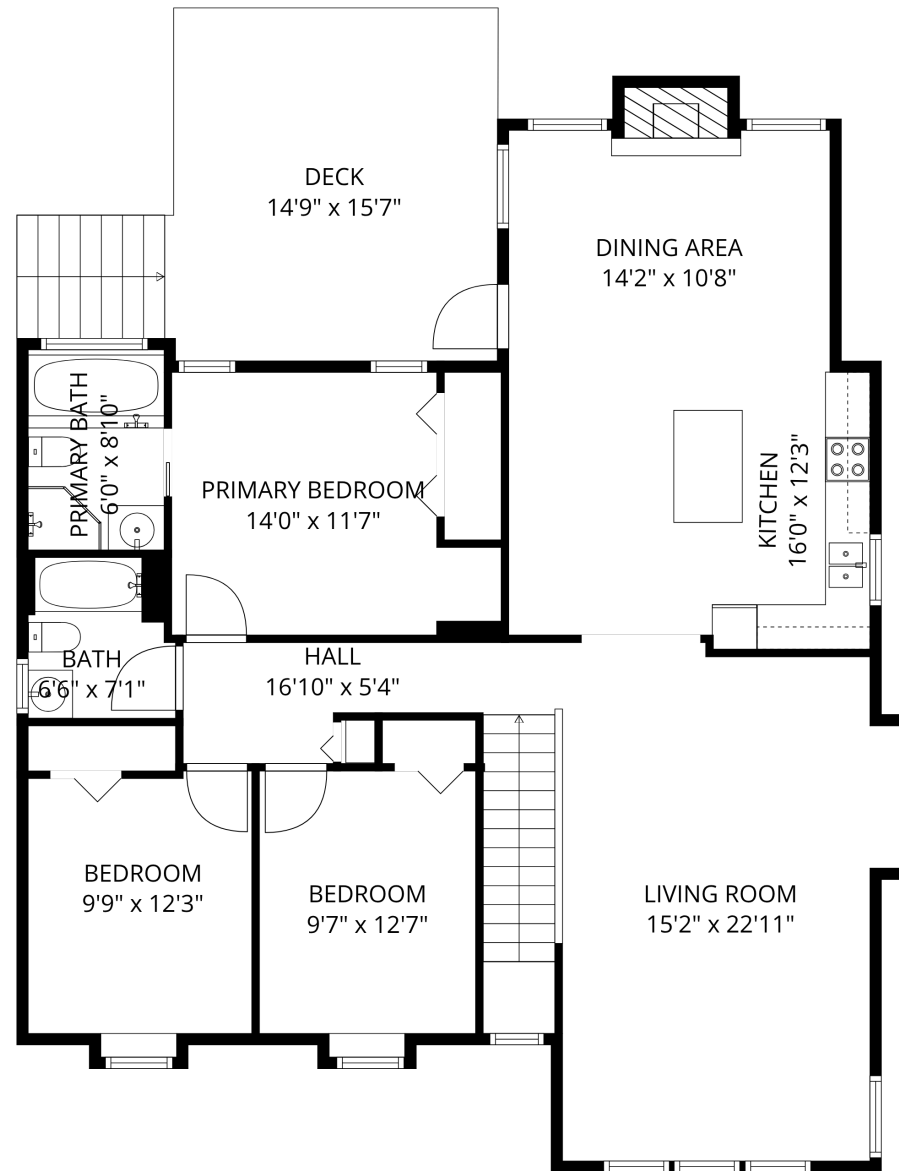 DECK
14'9" x 15'7"
DINING AREA
14'2" x 10'8"
PRIMARY BATH
6'0" x 8'10"
PRIMARY BEDROOM
14'0" x 11'7"
KITCHEN
16'0" x 12'3"
BATH
6'6" x 7'1"
HALL
16'10" x 5'4"
BEDROOM
9'9" x 12'3"
BEDROOM
9'7" x 12'7"
LIVING ROOM
15'2" x 22'11"